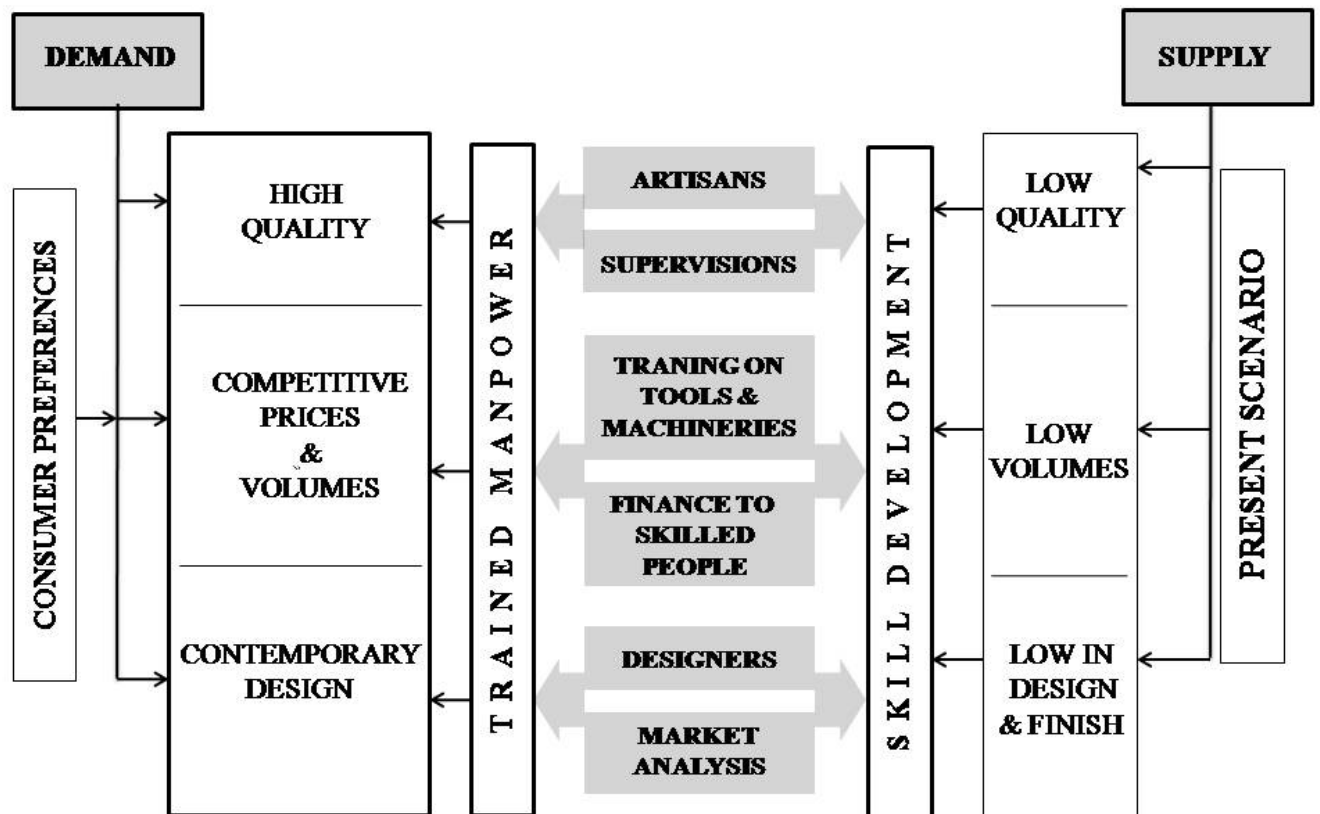 DEMAND
SUPPLY
CONSUMER PREFERENCES
HIGH
QUALITY
COMPETITIVE
PRICES
&
VOLUMES
CONTEMPORARY
DESIGN
TRAINED MANPOWER
ARTISANS
SUPERVISIONS
TRANING ON
TOOLS &
MACHINERIES
FINANCE TO
SKILLED
PEOPLE
DESIGNERS
MARKET
ANALYSIS
SKILL DEVELOPMENT
LOW
QUALITY
LOW
VOLUMES
LOW IN
DESIGN
& FINISH
PRESENT SCENARIO